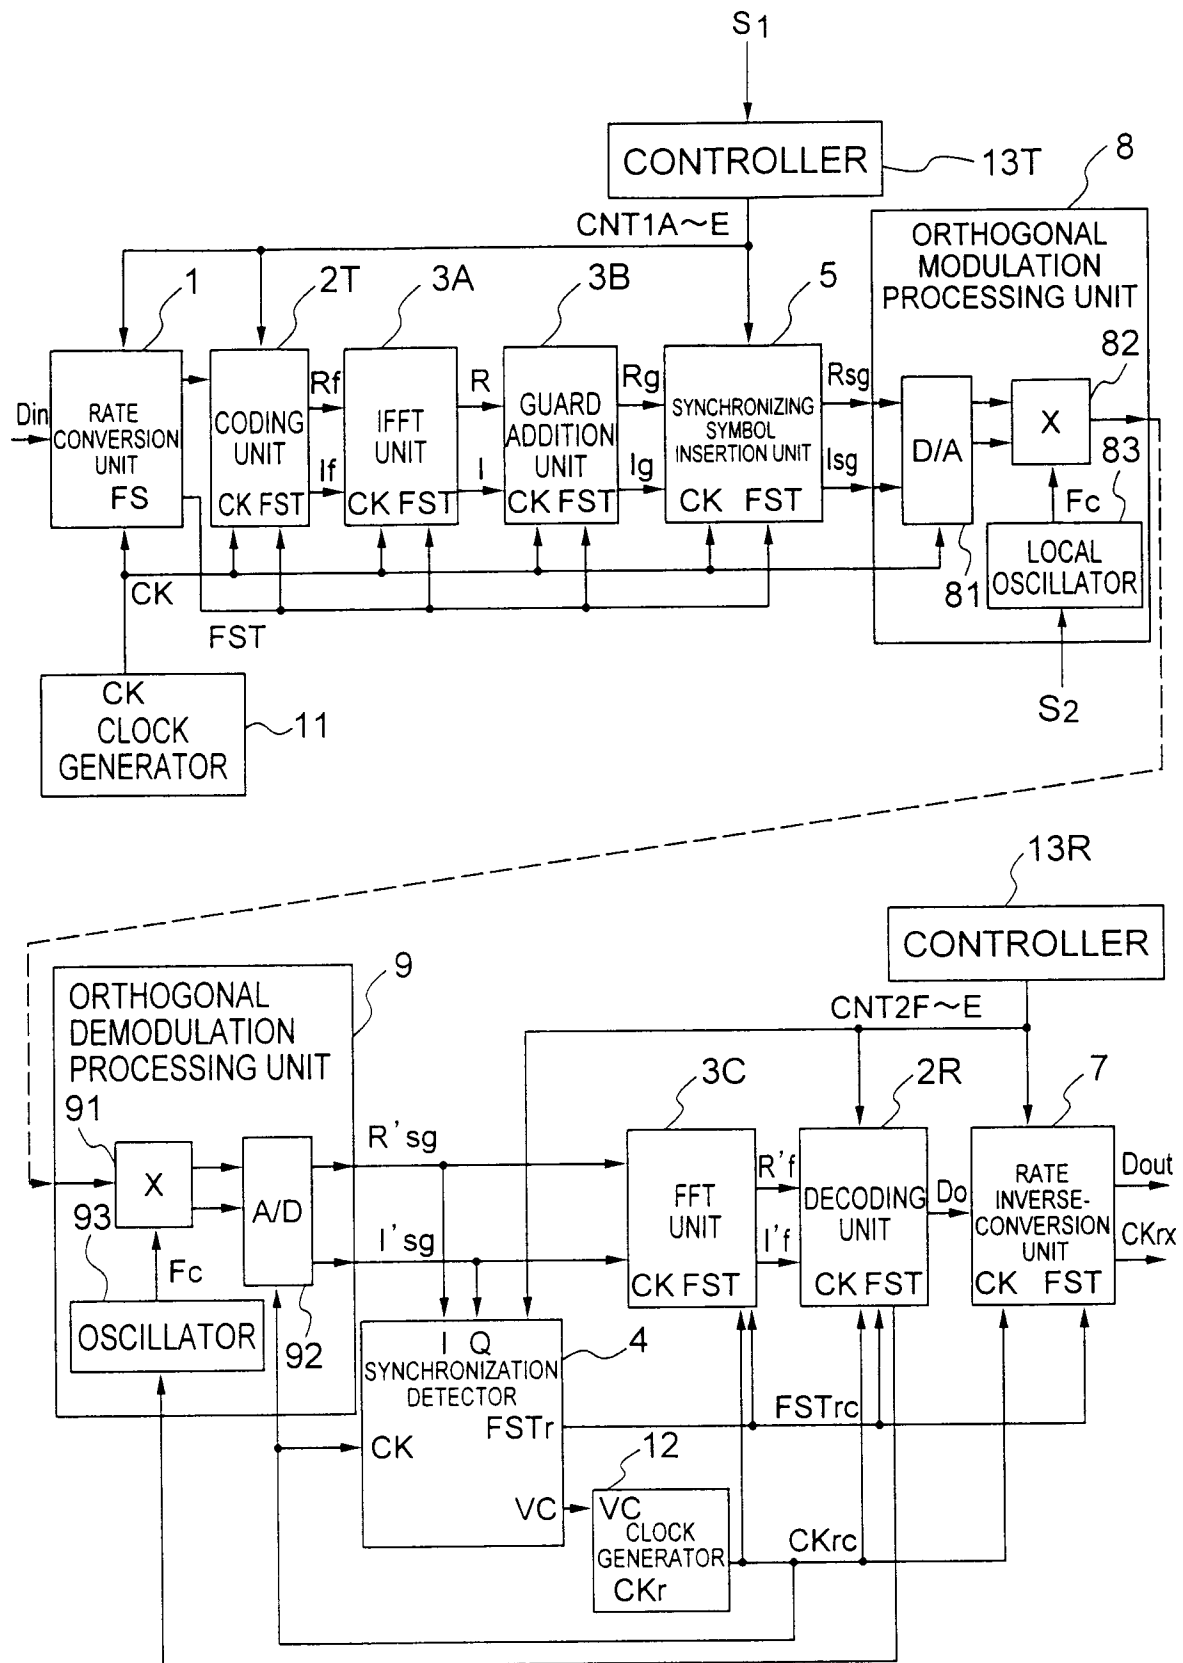 S1
CONTROLLER
13T
8
CNT1A～E
ORTHOGONAL
MODULATION
PROCESSING UNIT
1
2T
3A
3B
5
82
Din
RATE
CONVERSION
UNIT
FS
CODING
UNIT
CK FST
Rf
If
IFFT
UNIT
CK FST
R
I
GUARD
ADDITION
UNIT
CK FST
Rg
Ig
SYNCHRONIZING
SYMBOL
INSERTION UNIT
CK FST
Rsg
Isg
D/A
X
83
Fc
81
LOCAL
OSCILLATOR
CK
FST
S2
CK
CLOCK
GENERATOR
11
13R
CONTROLLER
9
ORTHOGONAL
DEMODULATION
PROCESSING UNIT
CNT2F～E
3C
2R
7
91
X
A/D
93
Fc
OSCILLATOR
92
R'sg
I'sg
FFT
UNIT
CK FST
R'f
I'f
DECODING
UNIT
CK FST
Do
RATE
INVERSE-
CONVERSION
UNIT
CK FST
Dout
CKrx
I Q
SYNCHRONIZATION
DETECTOR
4
FSTr
FSTrc
CK
12
VC
VC
CLOCK
GENERATOR
CKr
CKrc